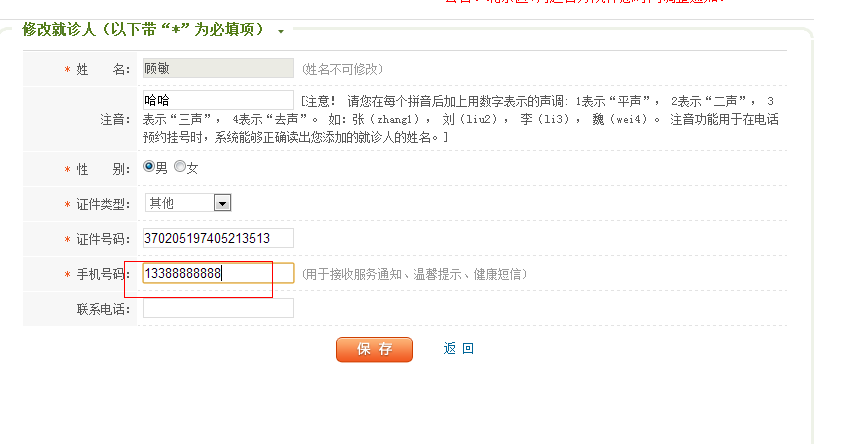 修改就诊人（以下带“*”为必填项）
* 姓 名： 顾敏 (姓名不可修改)
注音： 哈哈 [注意！ 请您在每个拼音后加上用数字表示的声调：1表示“平声”， 2表示“二声”， 3
表示“三声”， 4表示“去声”。 如：张（zhang1）， 刘（liu2）， 李（li3）， 魏（wei4）。 注音功能用于在电话
预约挂号时，系统能够正确读出您添加的就诊人的姓名。]
* 性 别： 男 女
* 证件类型： 其他
* 证件号码： 370205197405213513
* 手机号码： 13388888888 (用于接收服务通知、温馨提示、健康短信)
联系电话：
保 存 返 回